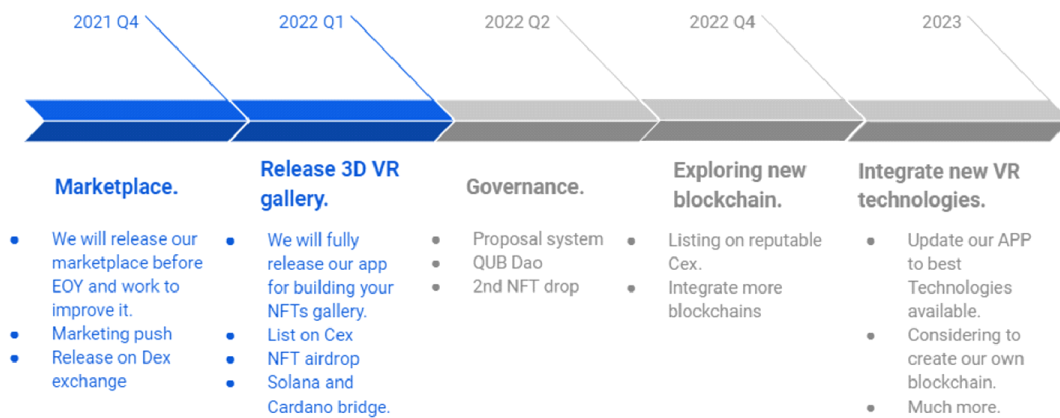 2021 Q4
2022 Q1
2022 Q2
2022 Q4
2023
Marketplace.
We will release our
marketplace before
EOY and work to
improve it.
Marketing push
Release on Dex
exchange
Release 3D VR
gallery.
We will fully
release our app
for building your
NFTs gallery.
List on Cex
NFT airdrop
Solana and
Cardano bridge.
Governance.
Proposal system
QUB Dao
2nd NFT drop
Exploring new
blockchain.
Listing on reputable
Cex.
Integrate more
blockchains
Integrate new VR
technologies.
Update our APP
to best
Technologies
available.
Considering to
create our own
blockchain.
Much more.